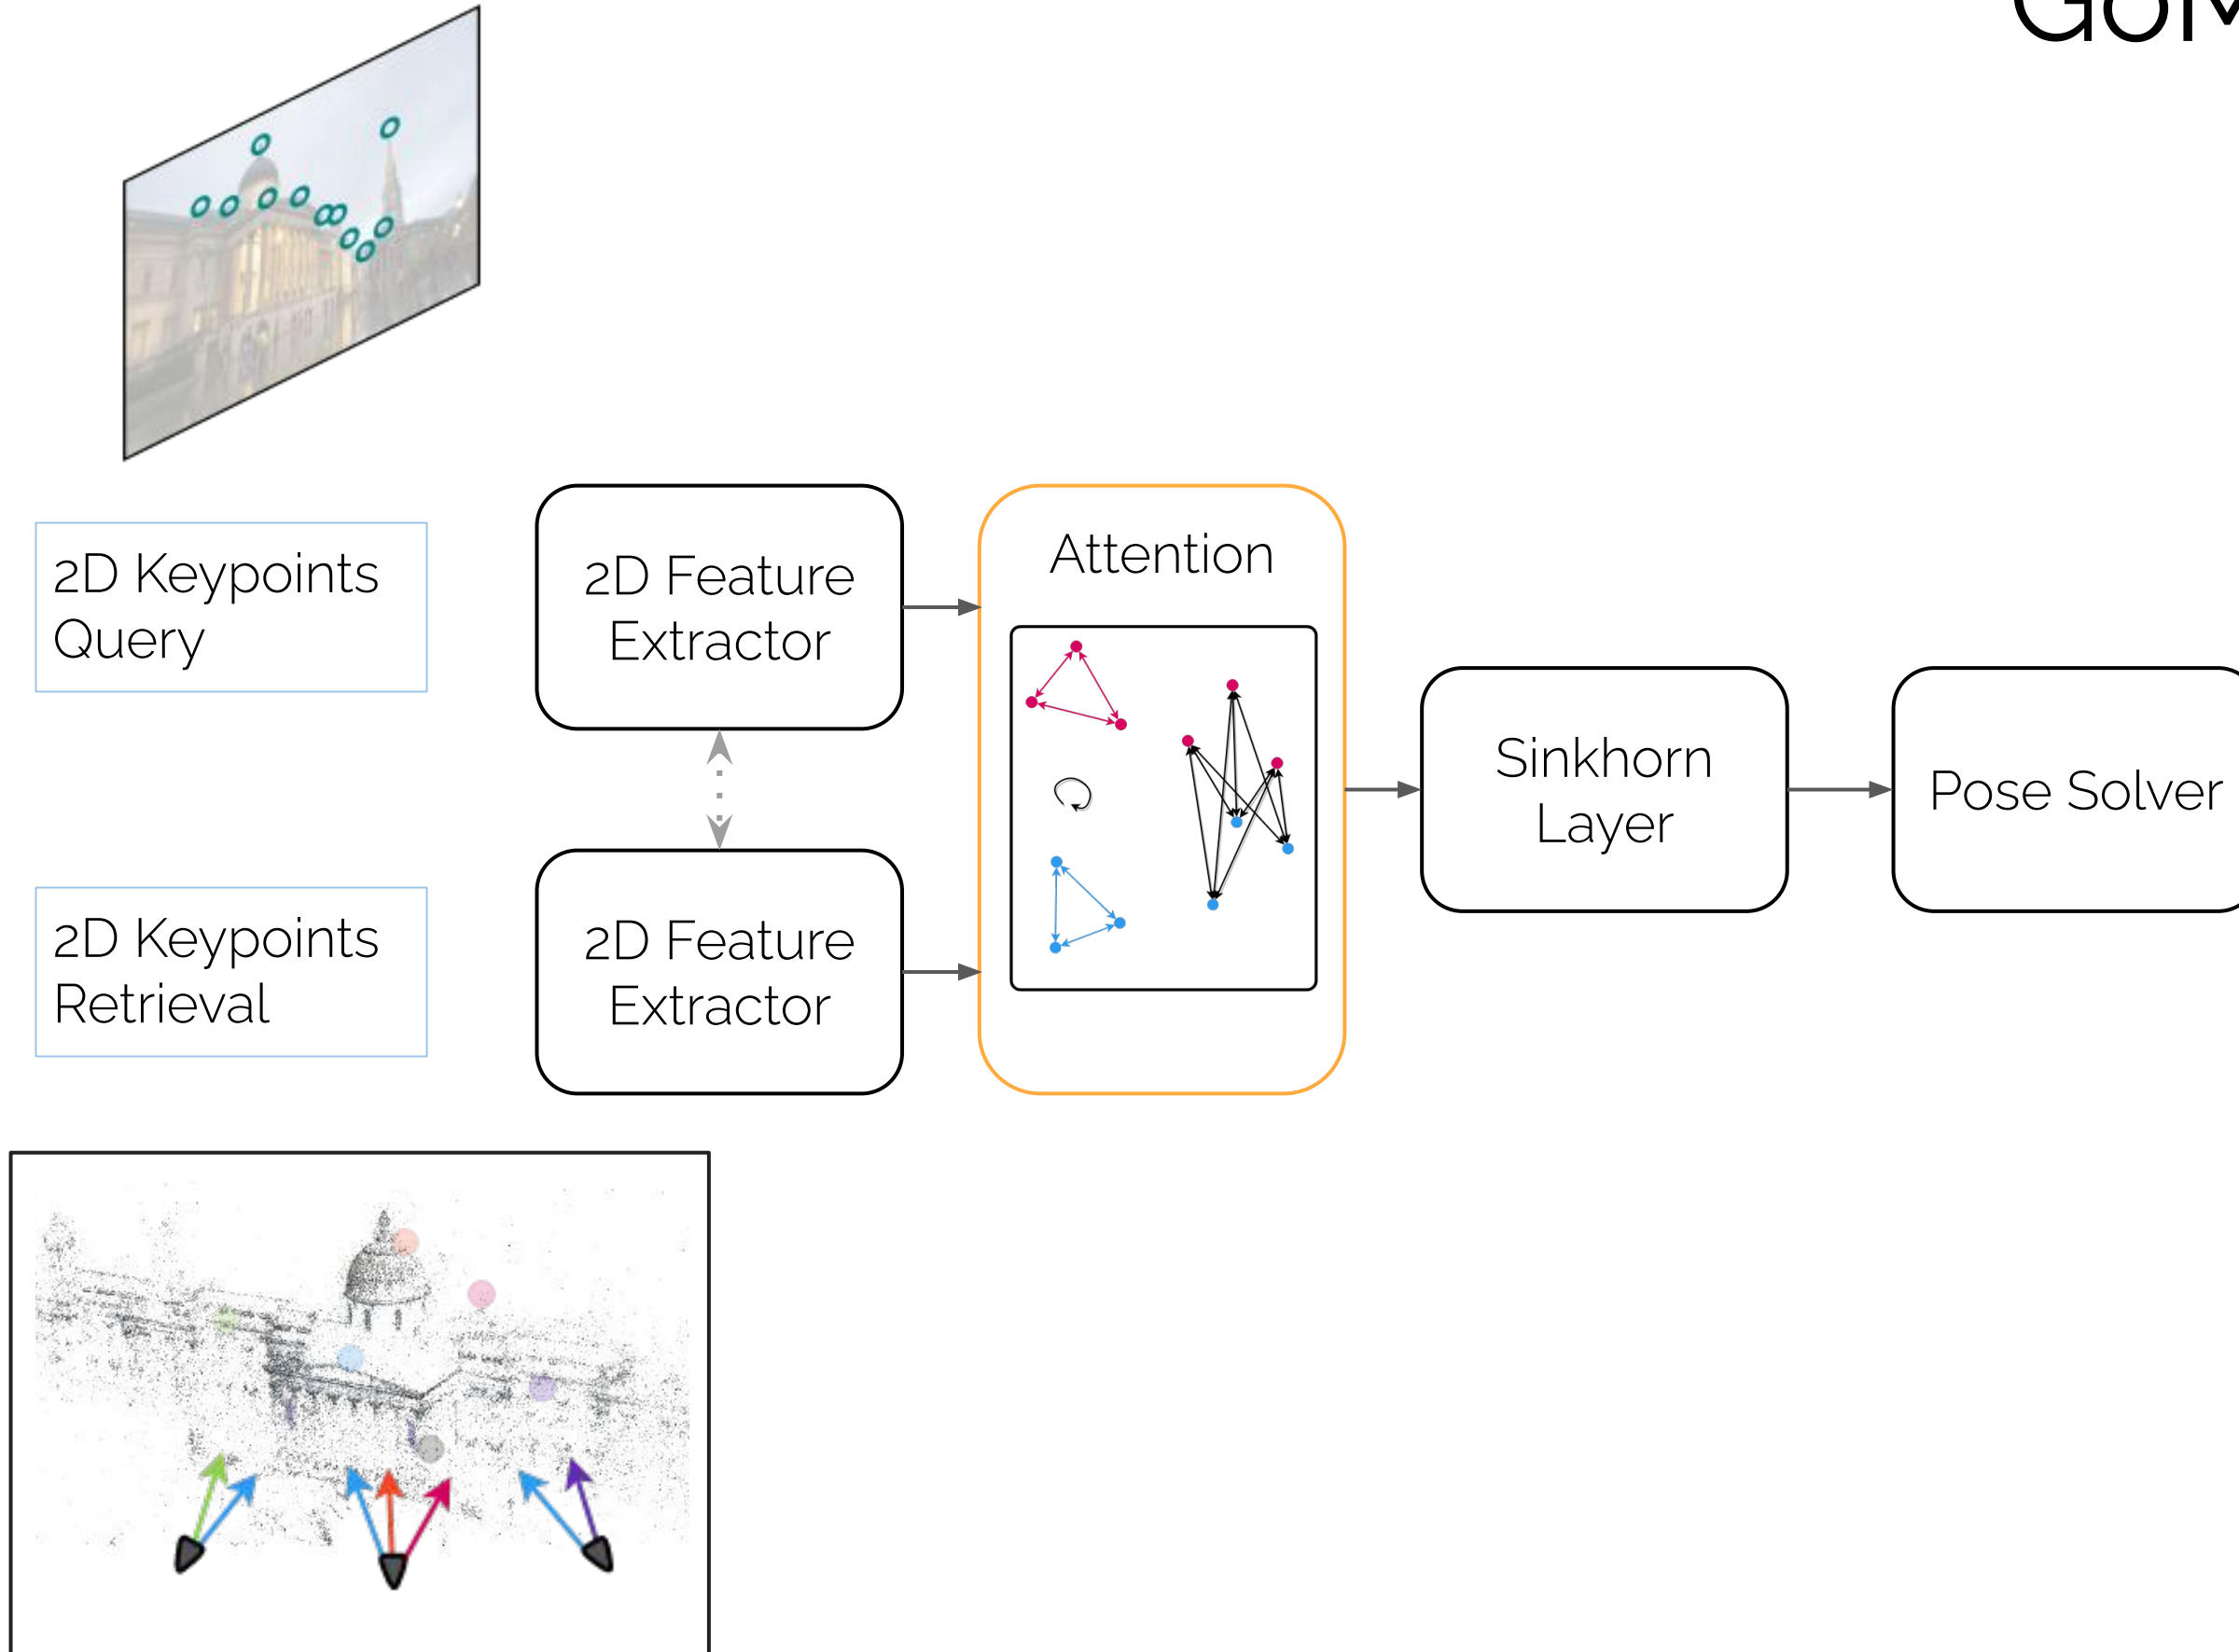 2D Keypoints
Query
2D Feature
Extractor
Attention
2D Keypoints
Retrieval
2D Feature
Extractor
Sinkhorn
Layer
Pose Solver